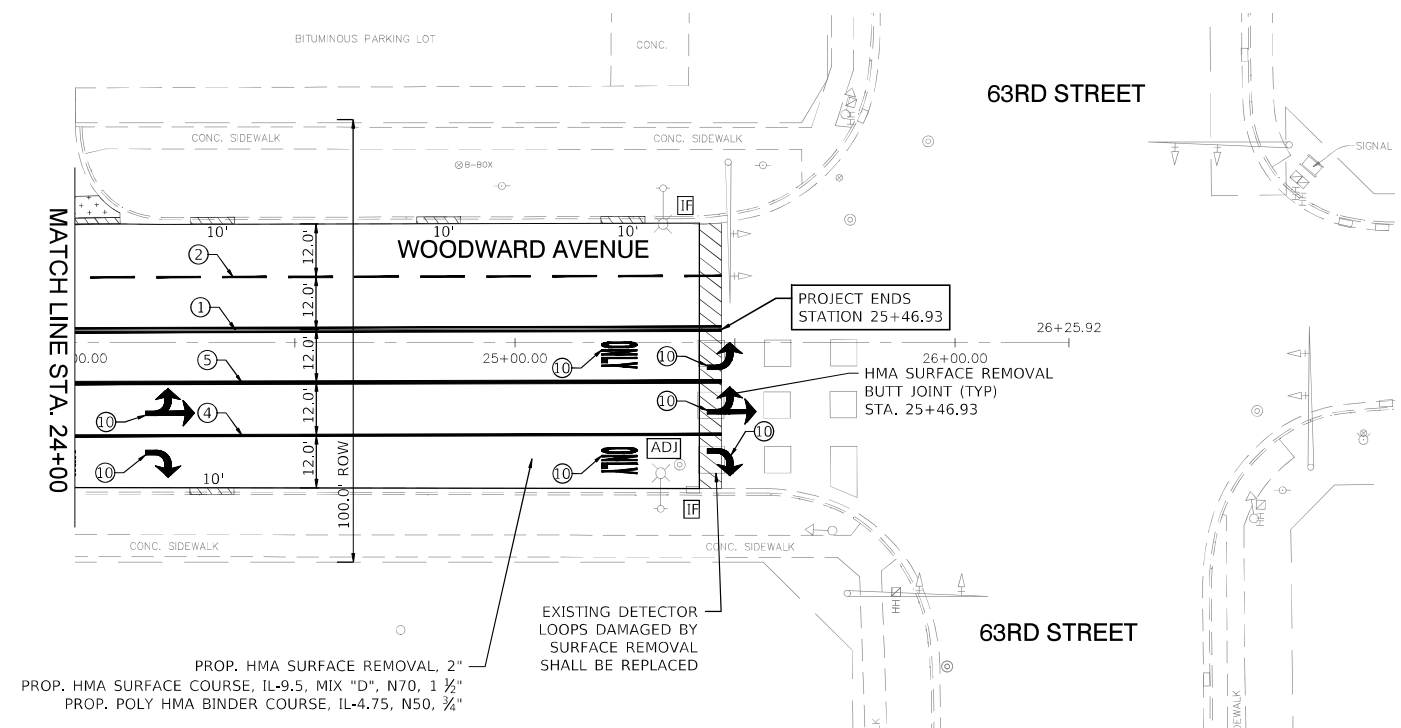 BITUMINOUS PARKING LOT
CONC.
63RD STREET
CONC. SIDEWALK
CONC. SIDEWALK
SIGNAL
B-BOX
IF
MATCH LINE STA. 24+00
10'
10'
10'
12.0'
WOODWARD AVENUE
2
12.0'
1
PROJECT ENDS
STATION 25+46.93
26+25.92
00.00
12.0'
25+00.00
26+00.00
ONLY
10
10
5
HMA SURFACE REMOVAL
BUTT JOINT (TYP)
STA. 25+46.93
10
4
12.0'
10
10
10
10'
12.0'
100.0' ROW
10
ONLY
ADJ
IF
CONC. SIDEWALK
CONC. SIDEWALK
EXISTING DETECTOR
LOOPS DAMAGED BY
SURFACE REMOVAL
SHALL BE REPLACED
63RD STREET
PROP. HMA SURFACE REMOVAL, 2"
PROP. HMA SURFACE COURSE, IL-9.5, MIX "D", N70, 1 ½"
PROP. POLY HMA BINDER COURSE, IL-4.75, N50, ¾"